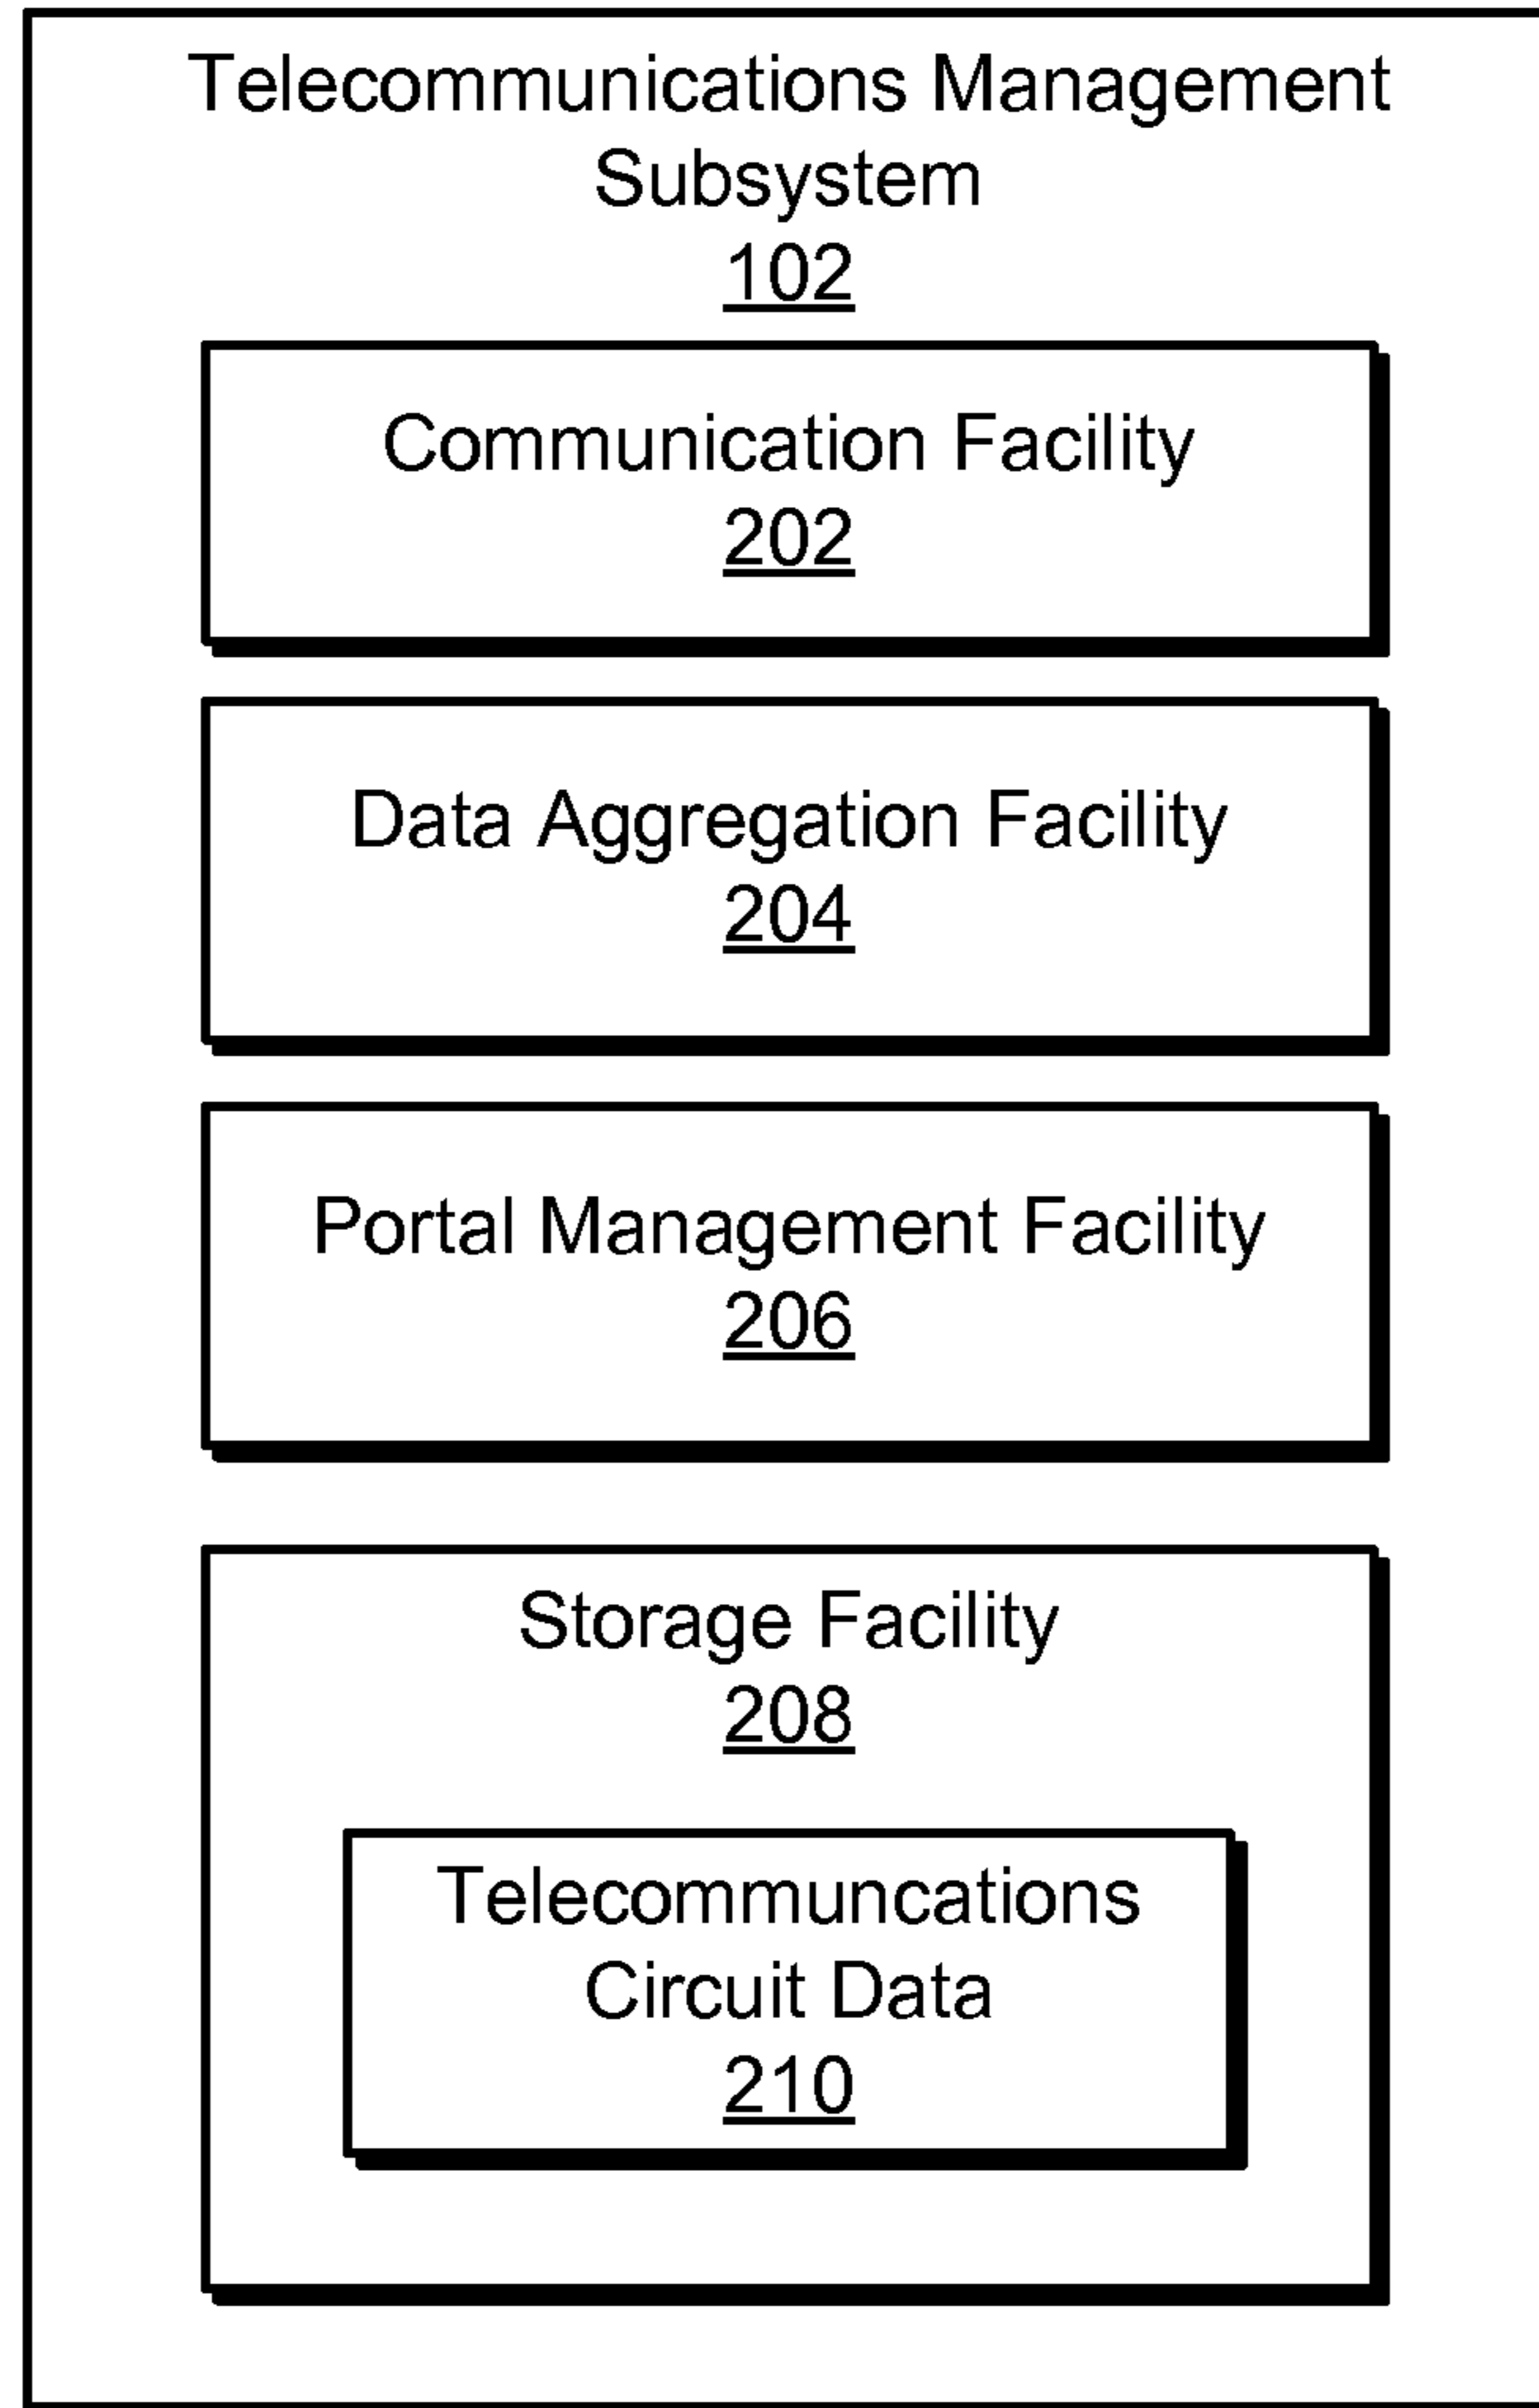 Telecommunications Management
Subsystem
102
Communication Facility
202
Data Aggregation Facility
204
Portal Management Facility
206
Storage Facility
208
Telecommuncations
Circuit Data
210